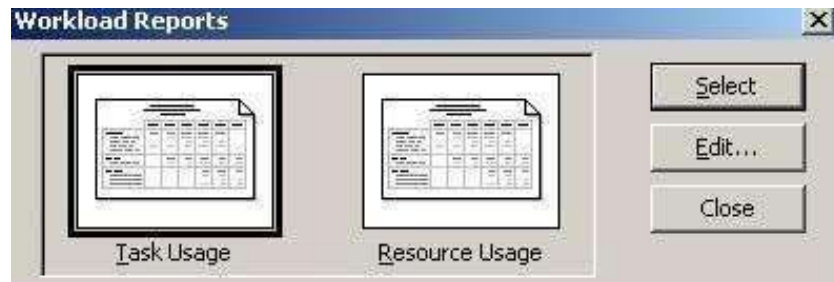 Workload Reports
Select
Edit...
Close
Task Usage
Resource Usage